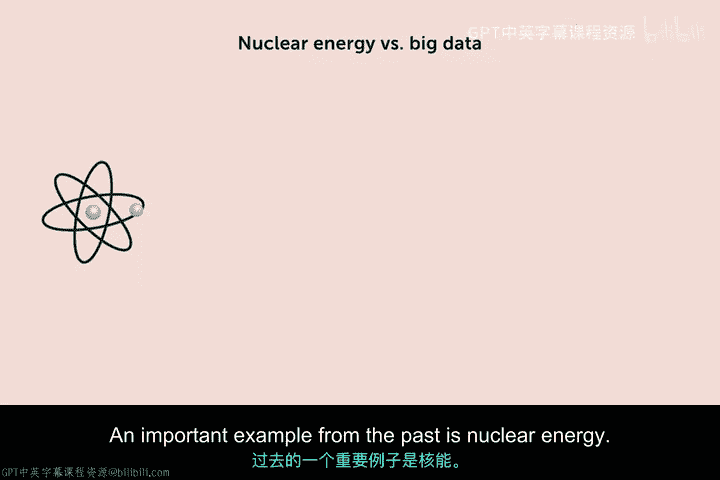 GPT中英字幕课程资源
Nuclear energy vs. big data
An important example from the past is nuclear energy.
过去的一个重要例子是核能。
GPT中英字幕课程资源@bilibili.com